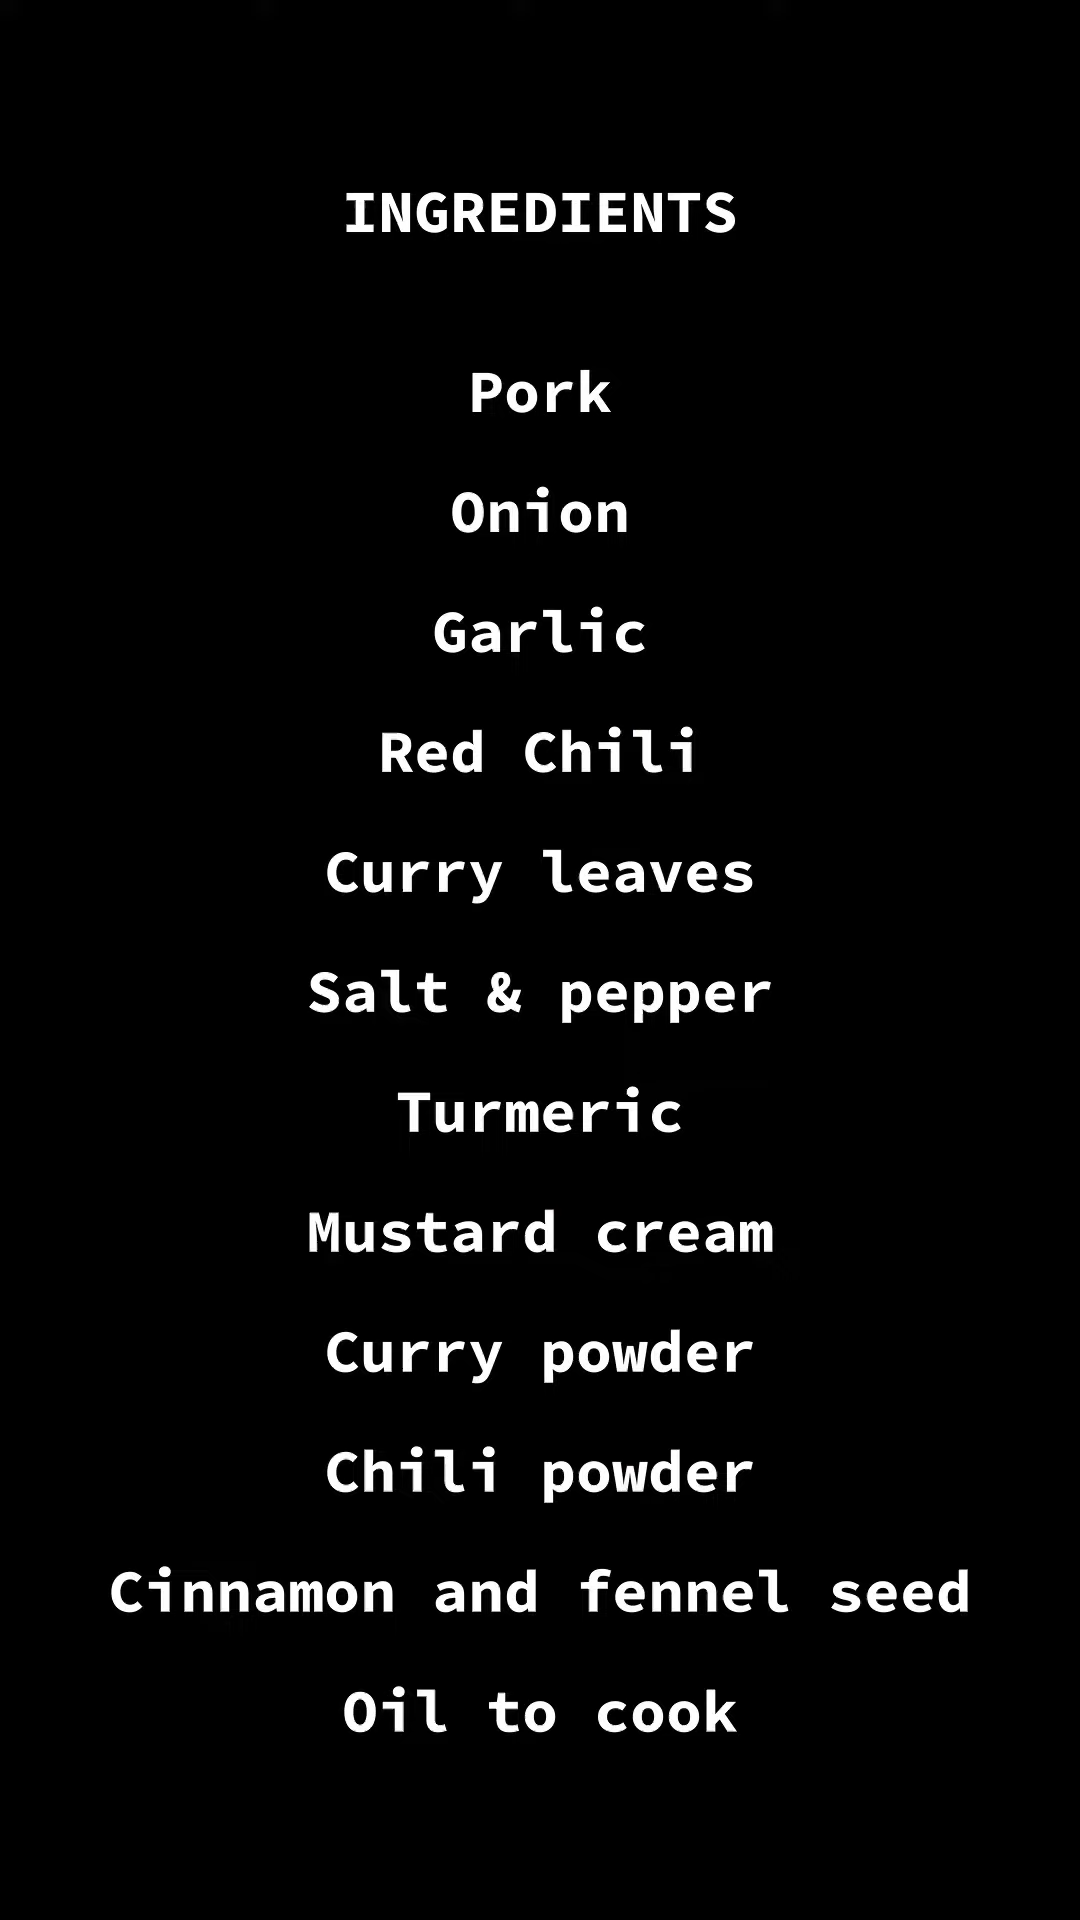 INGREDIENTS
Pork
Onion
Garlic
Red Chili
Curry leaves
Salt & pepper
Turmeric
Mustard cream
Curry powder
Chili powder
Cinnamon and fennel seed
Oil to cook